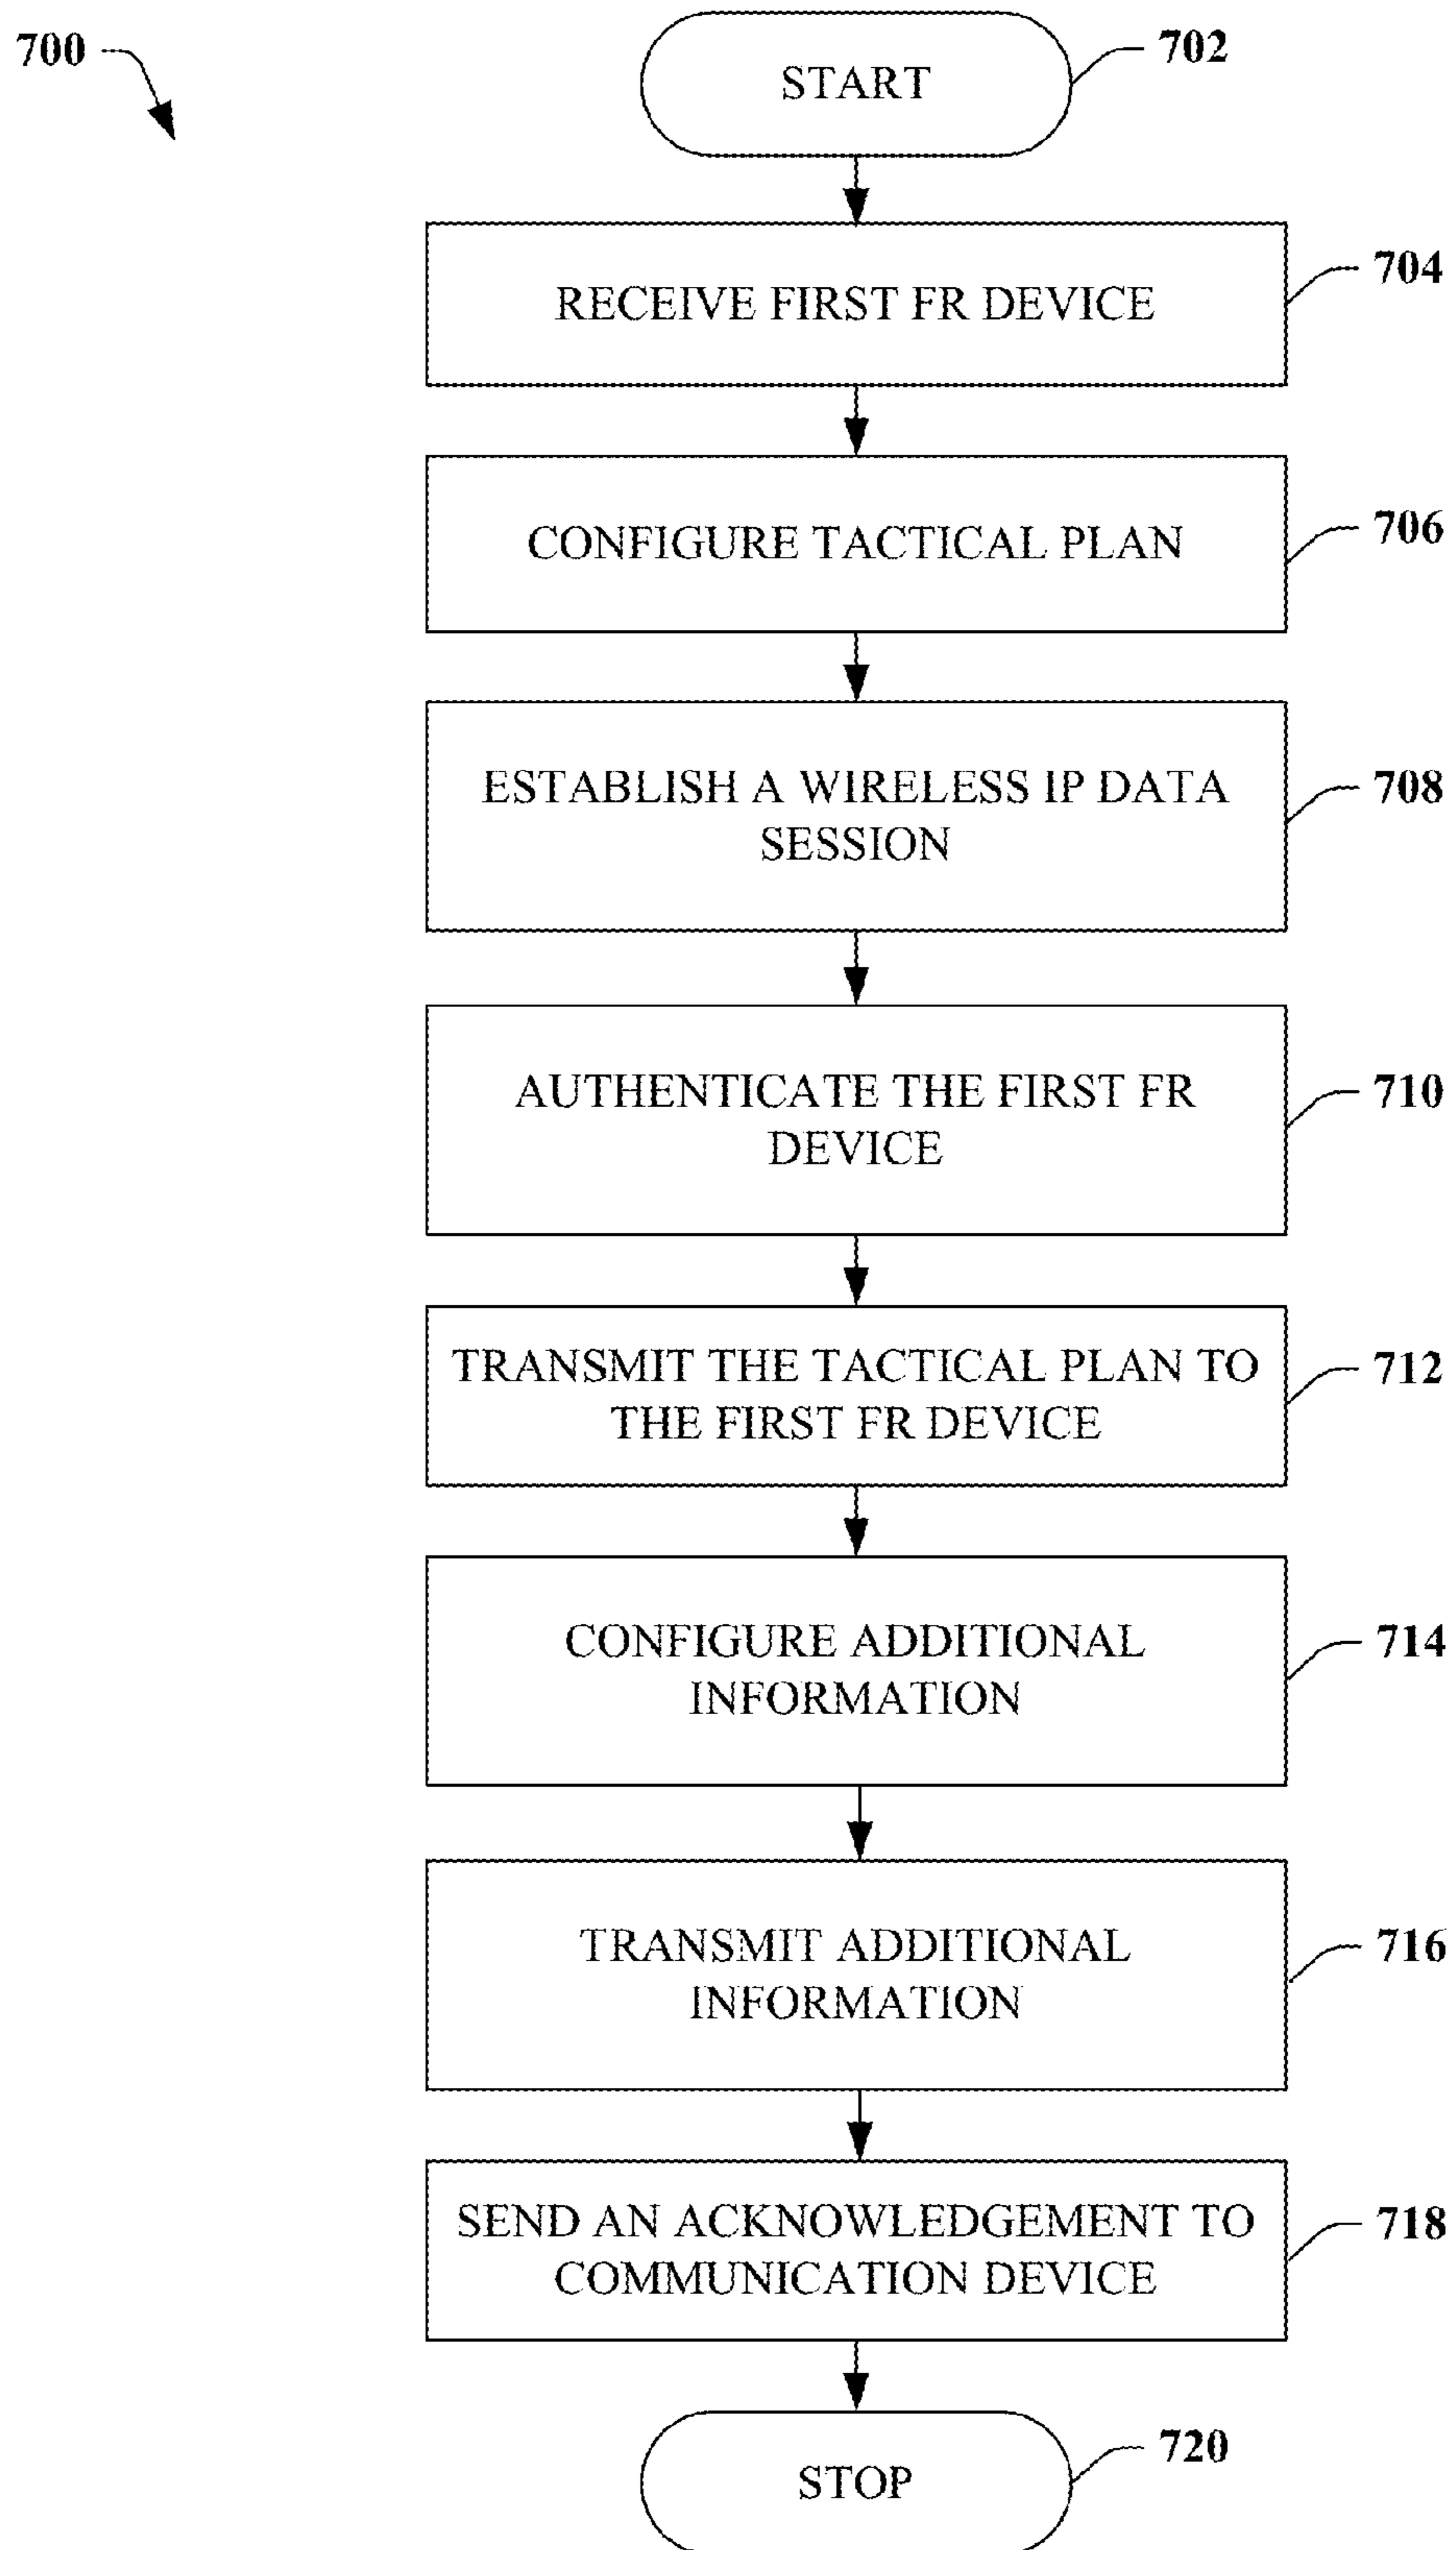 700
START
702
RECEIVE FIRST FR DEVICE
704
CONFIGURE TACTICAL PLAN
706
ESTABLISH A WIRELESS IP DATA
SESSION
708
AUTHENTICATE THE FIRST FR
DEVICE
710
TRANSMIT THE TACTICAL PLAN TO
THE FIRST FR DEVICE
712
CONFIGURE ADDITIONAL
INFORMATION
714
TRANSMIT ADDITIONAL
INFORMATION
716
SEND AN ACKNOWLEDGEMENT TO
COMMUNICATION DEVICE
718
STOP
720